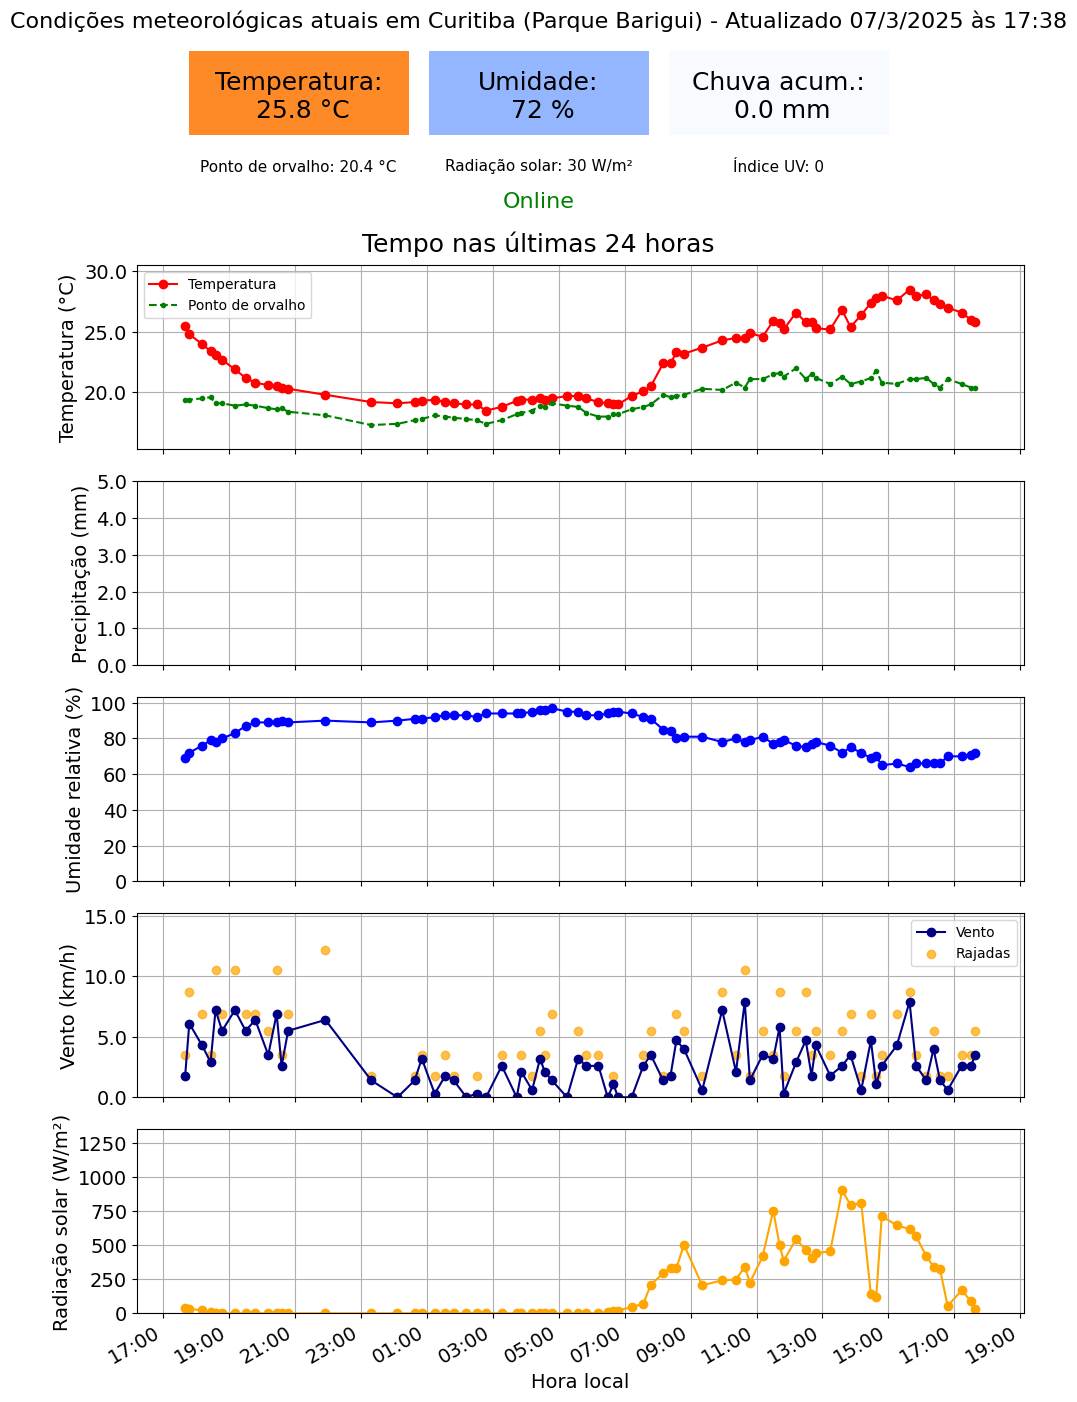 Condições meteorológicas atuais em Curitiba (Parque Barigui) - Atualizado 07/3/2025 às 17:38
Temperatura:
25.8 °C
Umidade:
72 %
Chuva acum.:
0.0 mm
Ponto de orvalho: 20.4 °C
Radiação solar: 30 W/m²
Índice UV: 0
Online
Tempo nas últimas 24 horas
Temperatura (°C)
30.0
25.0
20.0
Temperatura
Ponto de orvalho
Precipitação (mm)
5.0
4.0
3.0
2.0
1.0
0.0
Umidade relativa (%)
100
80
60
40
20
0
Vento (km/h)
15.0
10.0
5.0
0.0
Vento
Rajadas
Radiação solar (W/m²)
1250
1000
750
500
250
0
17:00
19:00
21:00
23:00
01:00
03:00
05:00
07:00
09:00
11:00
13:00
15:00
17:00
19:00
Hora local